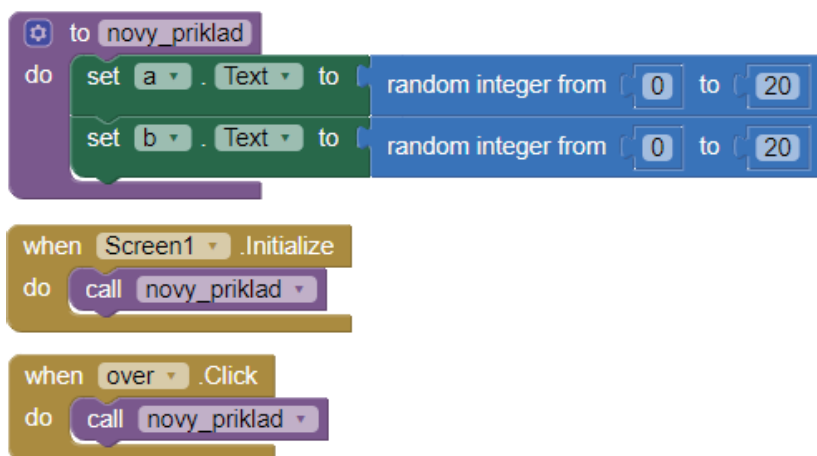 to novy_priklad
do set a . Text to random integer from 0 to 20
set b . Text to random integer from 0 to 20
when Screen1 .Initialize
do call novy_priklad
when over .Click
do call novy_priklad